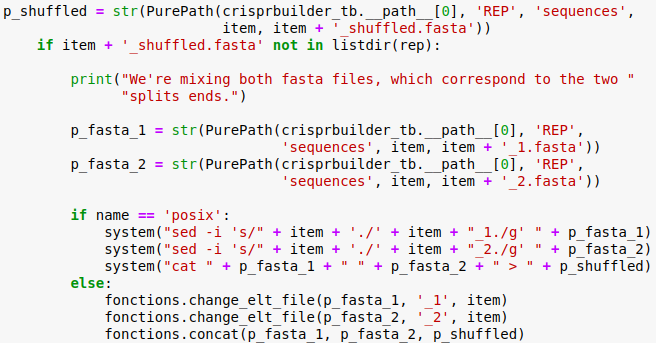 p_shuffled = str(PurePath(crisprbuilder_tb.__path__[0], 'REP', 'sequences',
                          item, item + '_shuffled.fasta'))
    if item + '_shuffled.fasta' not in listdir(rep):

        print("We're mixing both fasta files, which correspond to the two "
              "splits ends.")

        p_fasta_1 = str(PurePath(crisprbuilder_tb.__path__[0], 'REP',
                                 'sequences', item, item + '_1.fasta'))
        p_fasta_2 = str(PurePath(crisprbuilder_tb.__path__[0], 'REP',
                                 'sequences', item, item + '_2.fasta'))

        if name == 'posix':
            system("sed -i 's/" + item + './' + item + "_1./g' " + p_fasta_1)
            system("sed -i 's/" + item + './' + item + "_2./g' " + p_fasta_2)
            system("cat " + p_fasta_1 + " " + p_fasta_2 + " > " + p_shuffled)
        else:
            fonctions.change_elt_file(p_fasta_1, '_1', item)
            fonctions.change_elt_file(p_fasta_2, '_2', item)
            fonctions.concat(p_fasta_1, p_fasta_2, p_shuffled)